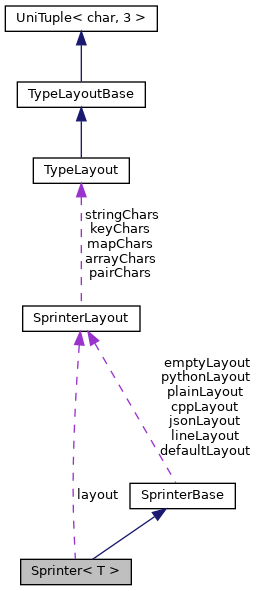 UniTuple< char, 3 >
TypeLayoutBase
TypeLayout
stringChars
keyChars
mapChars
arrayChars
pairChars
SprinterLayout
emptyLayout
pythonLayout
plainLayout
cppLayout
jsonLayout
lineLayout
defaultLayout
layout
SprinterBase
Sprinter< T >